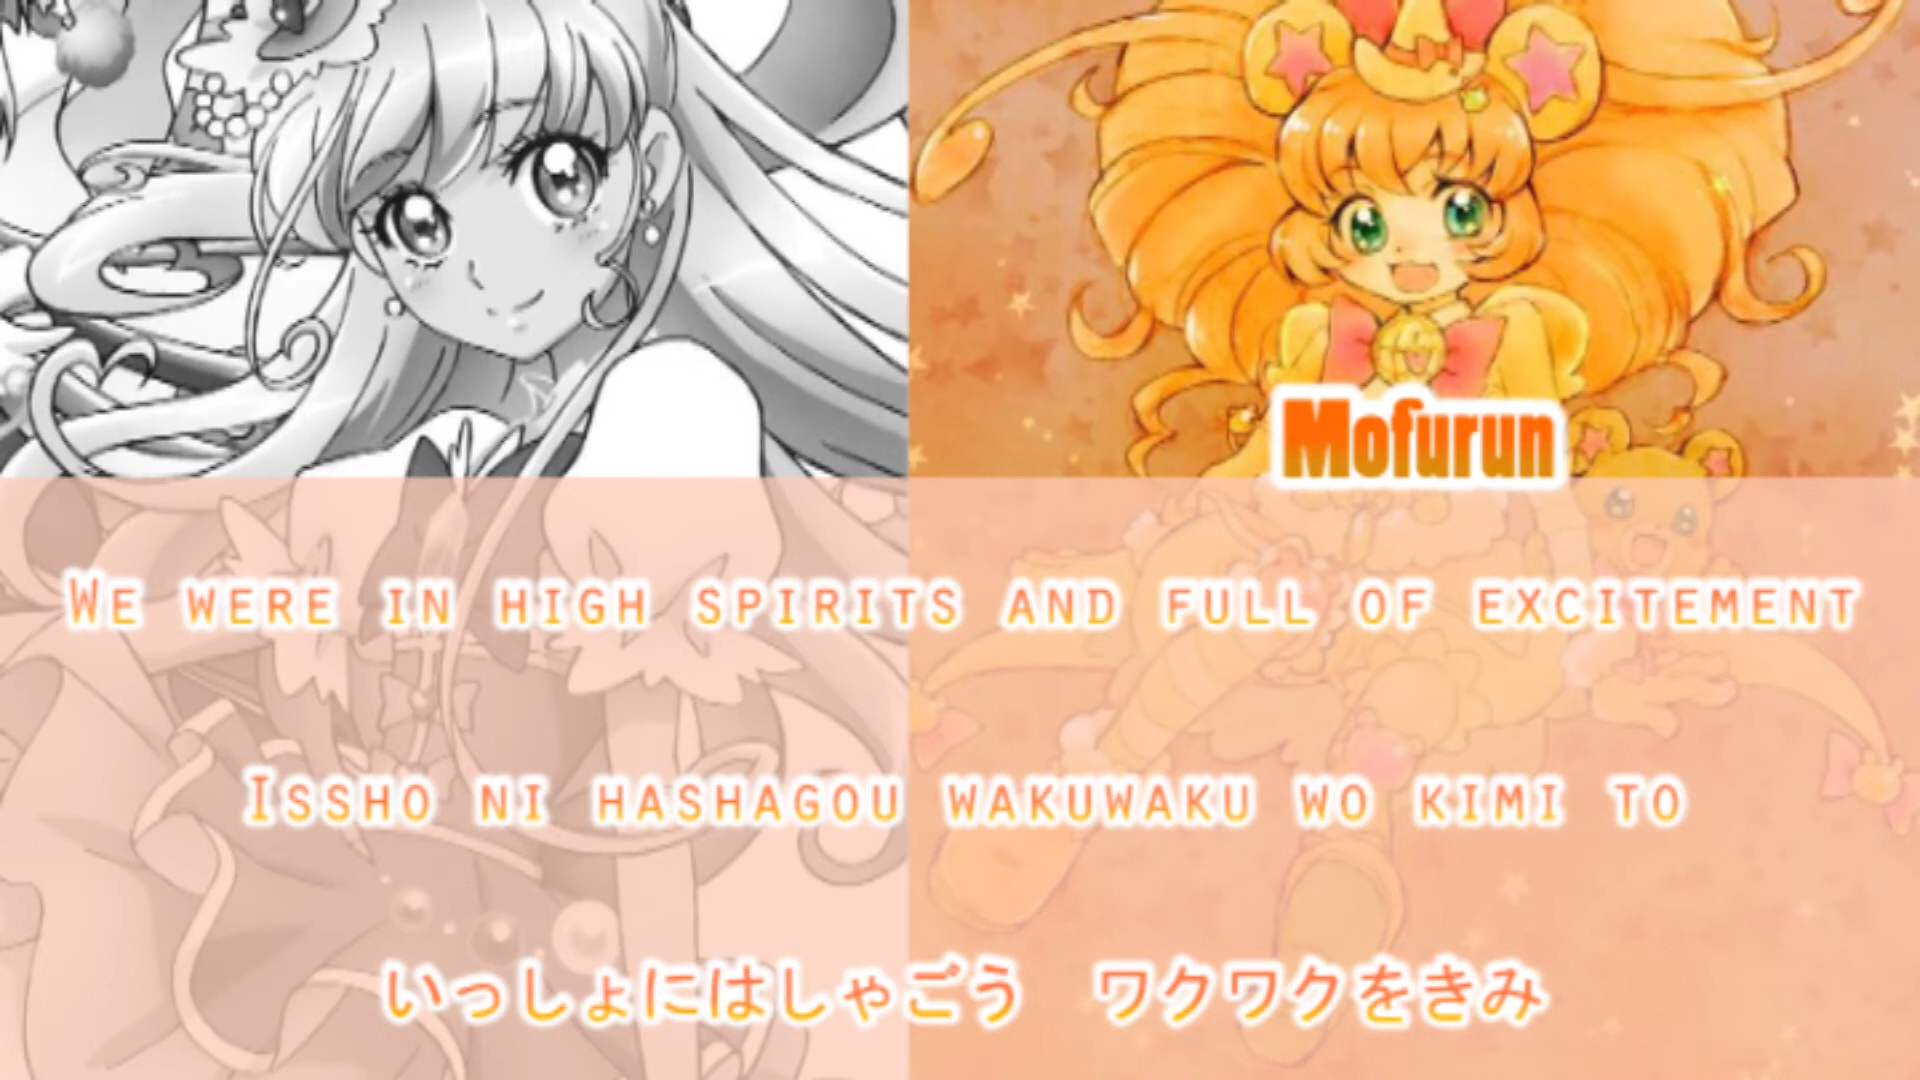 Mofurun
We were in high spirits and full of excitement
Issho ni hashagou wakuwaku wo kimi to
いっしょにはしゃごう　ワクワクをきみ